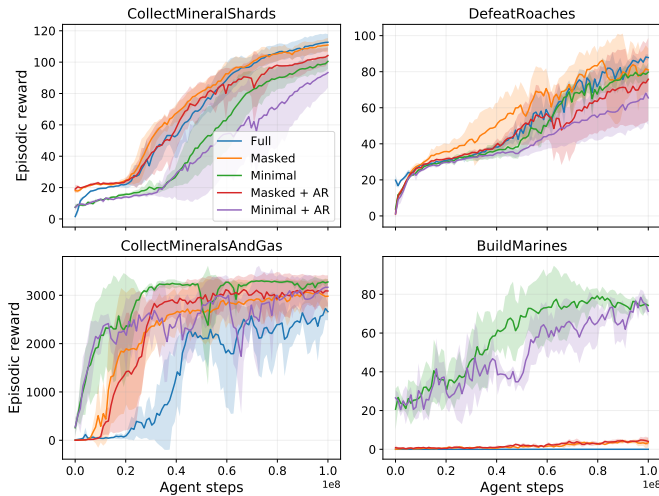 CollectMineralShards
DefeatRoaches
Episodic reward
120
100
80
60
40
20
0
100
80
60
40
20
0
Full
Masked
Minimal
Masked + AR
Minimal + AR
CollectMineralsAndGas
BuildMarines
Episodic reward
3000
2000
1000
0
80
60
40
20
0
0.0 0.2 0.4 0.6 0.8 1.0
1e8
Agent steps
0.0 0.2 0.4 0.6 0.8 1.0
1e8
Agent steps